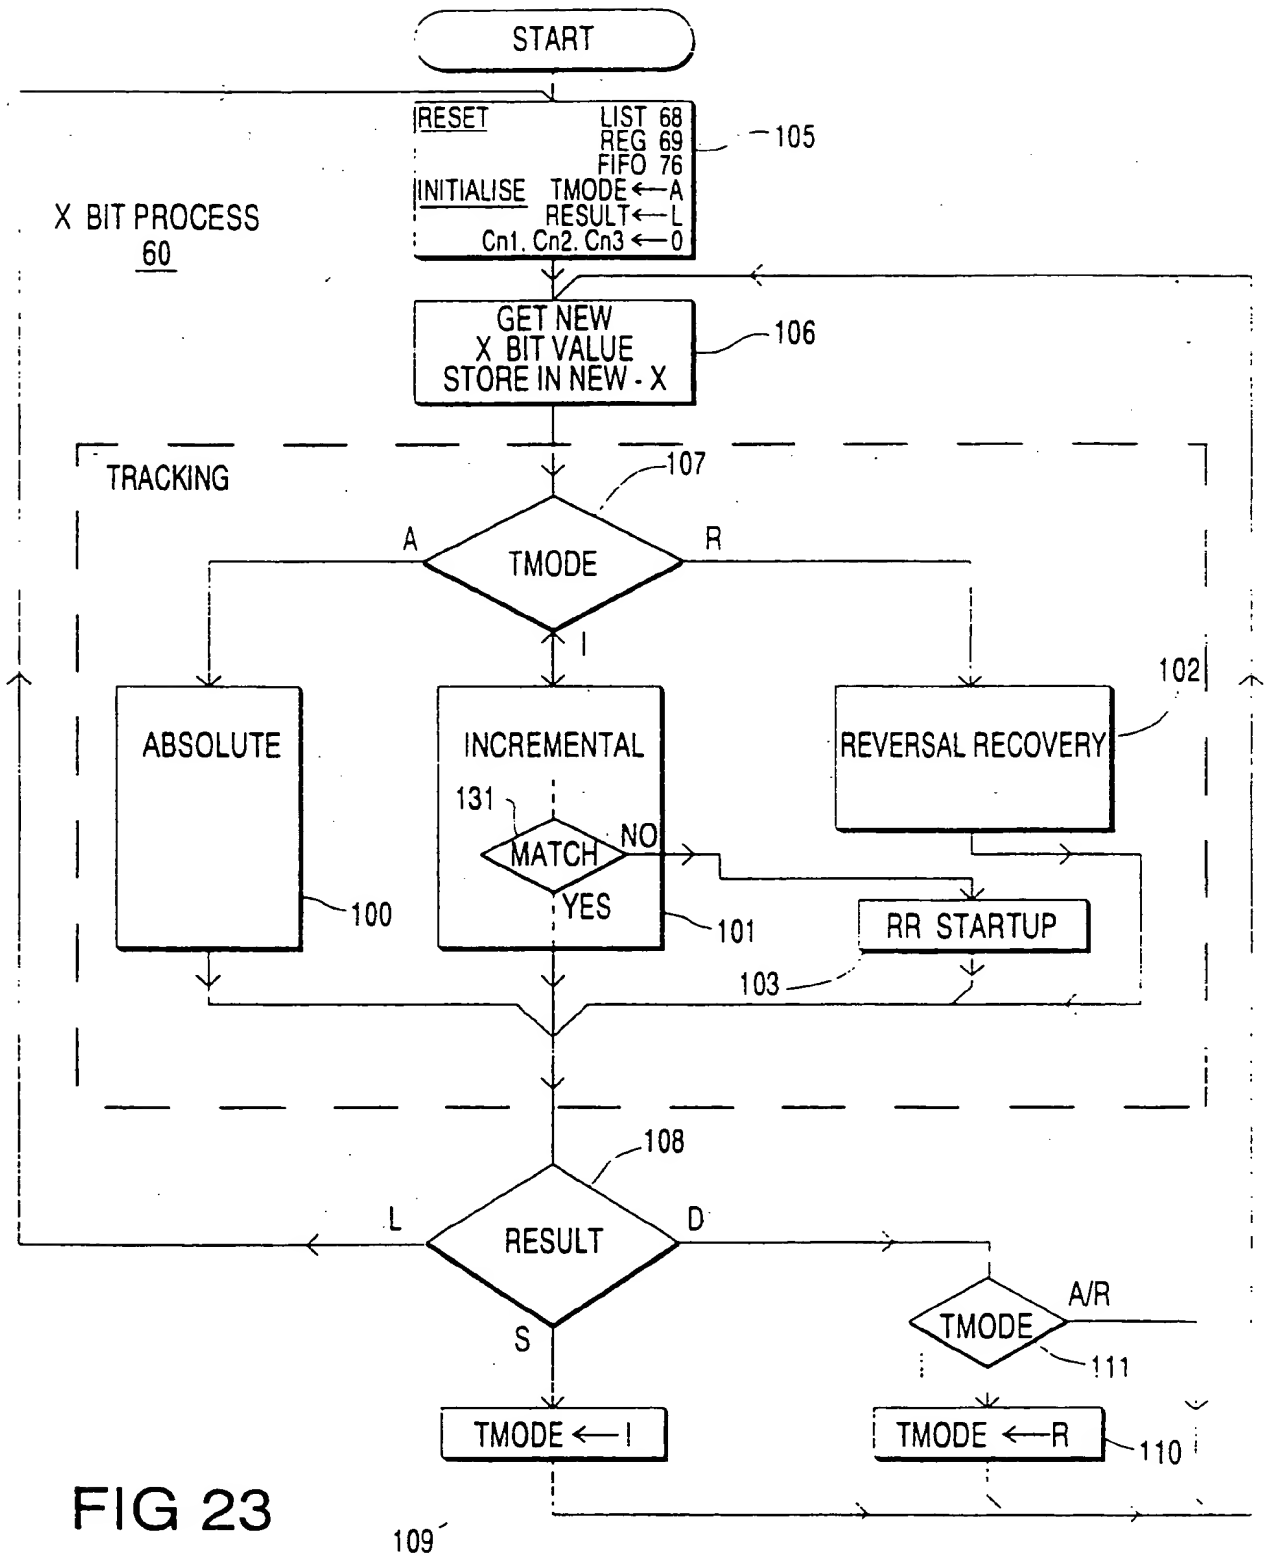 START
RESET LIST 68
REG 69
FIFO 76
INITIALISE TMODE ← A
RESULT ← L
Cn1. Cn2. Cn3 ← 0
105
X BIT PROCESS
60
GET NEW
X BIT VALUE
STORE IN NEW - X
106
TRACKING
107
A
TMODE
R
I
102
ABSOLUTE
INCREMENTAL
REVERSAL RECOVERY
131
MATCH
NO
YES
100
101
RR STARTUP
103
108
L
RESULT
D
S
A/R
TMODE
111
TMODE ← I
TMODE ← R
110
FIG 23
109